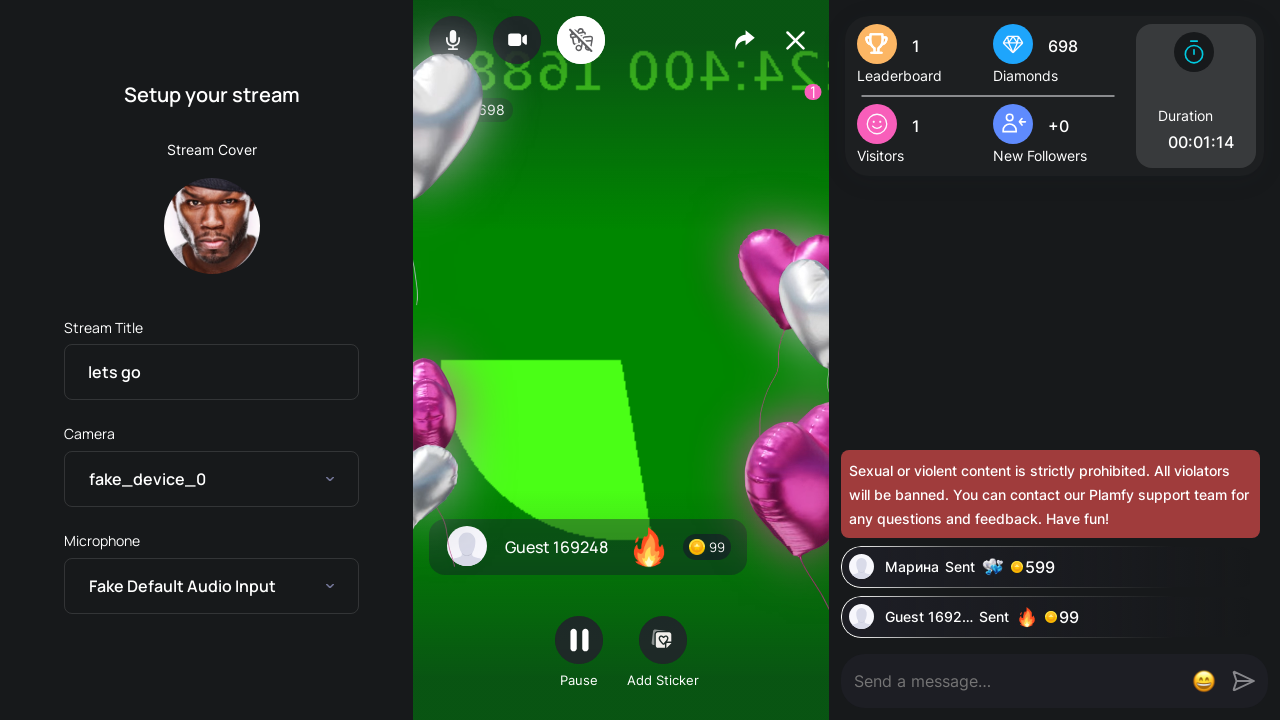 Setup your stream
Stream Cover
Stream Title
lets go
Camera
fake_device_0
Microphone
Fake Default Audio Input
:24:400 1688
698
1
Guest 169248
99
Pause
Add Sticker
1
Leaderboard
698
Diamonds
1
Visitors
+0
New Followers
Duration
00:01:14
Sexual or violent content is strictly prohibited. All violators
will be banned. You can contact our Plamfy support team for
any questions and feedback. Have fun!
Марина Sent 599
Guest 1692... Sent 99
Send a message...